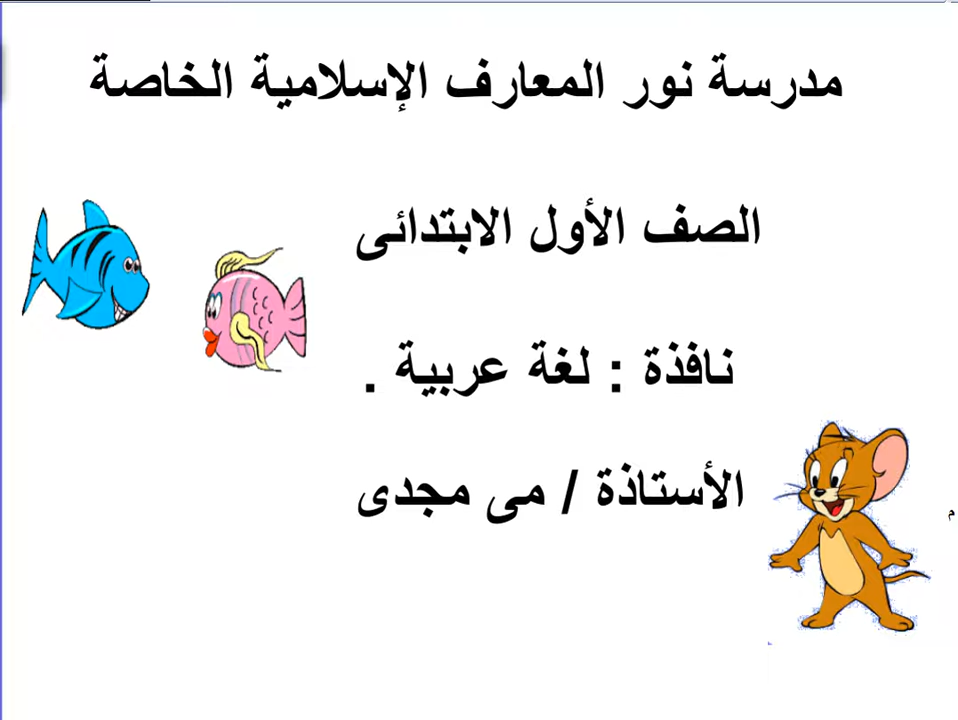 مدرسة نور المعارف الإسلامية الخاصة
الصف الأول الابتدائى
نافذة : لغة عربية .
الأستاذة / مى مجدى
م